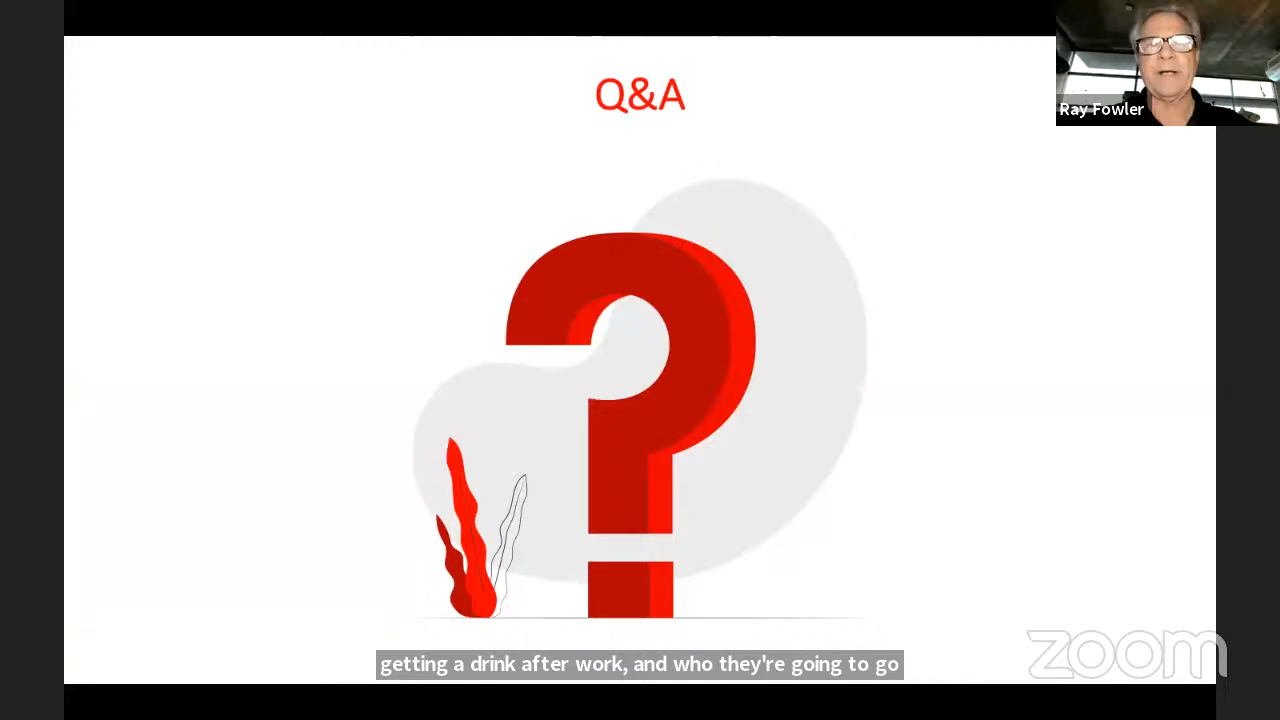 Q&A
Ray Fowler
getting a drink after work, and who they're going to go
zoom